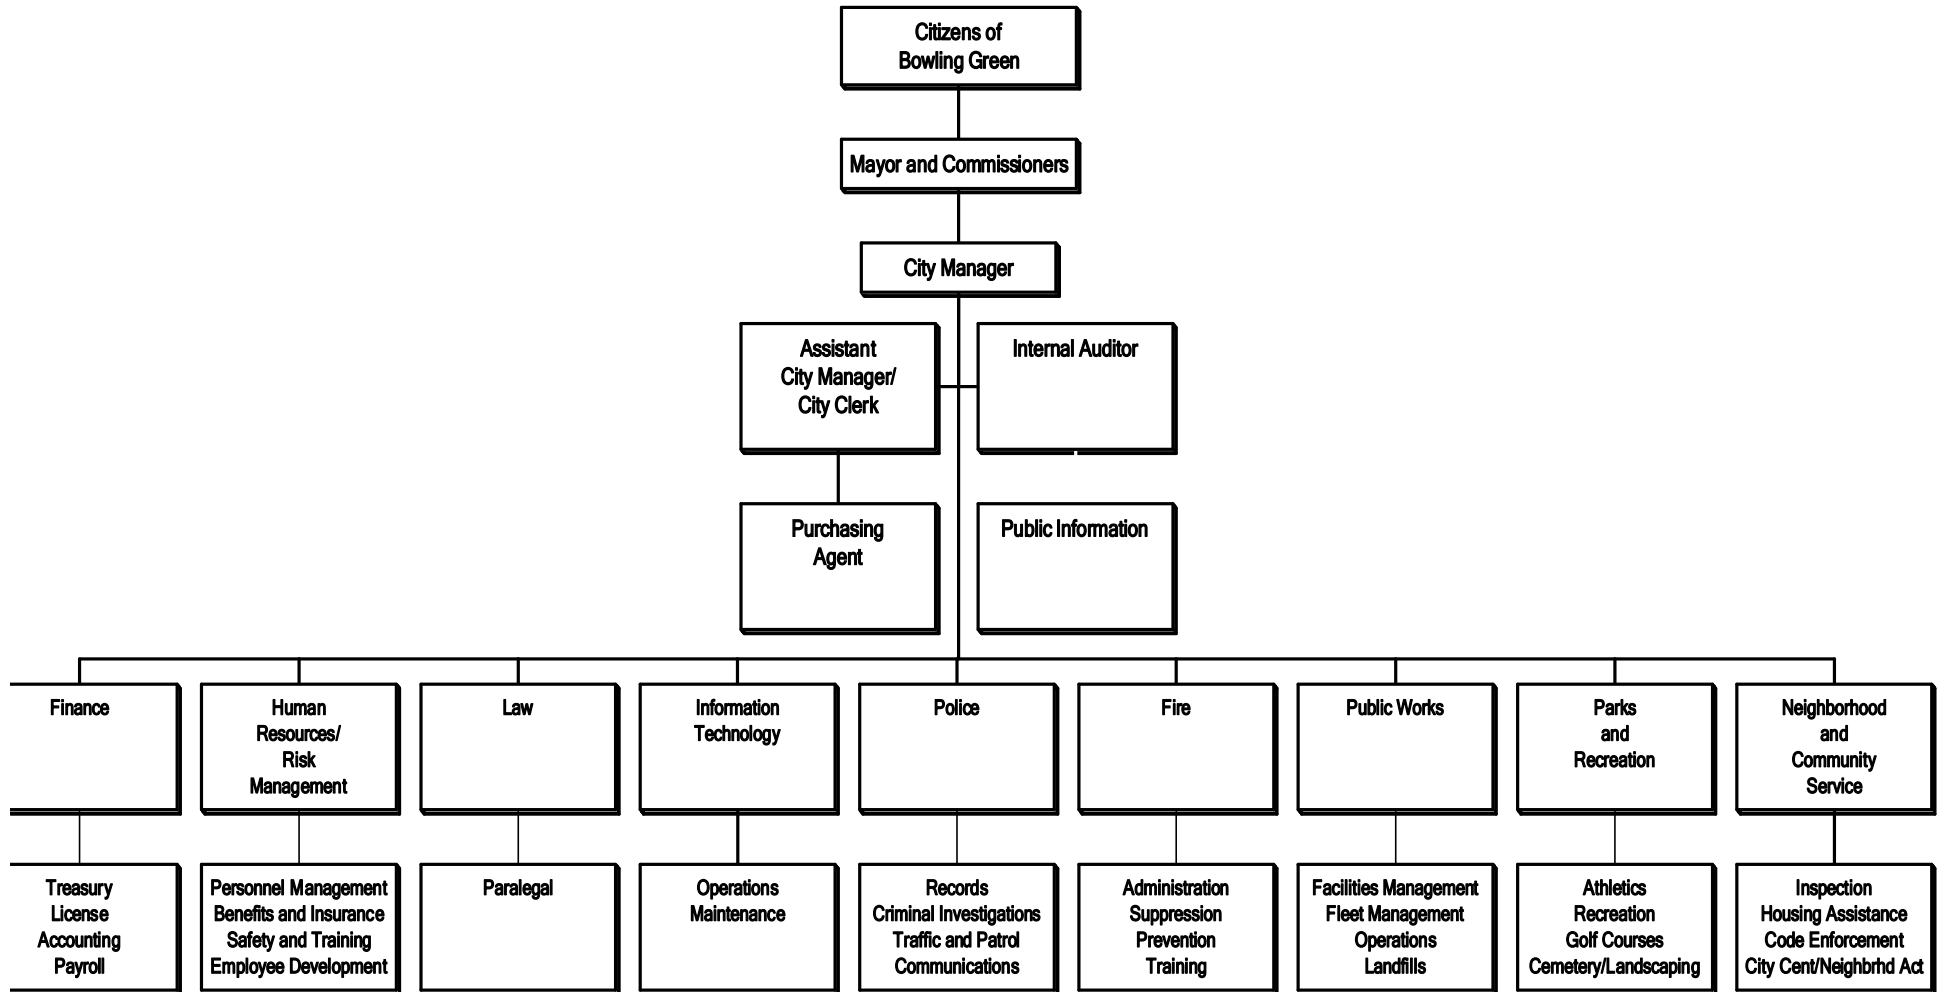 Citizens of
Bowling Green
Mayor and Commissioners
City Manager
Assistant
City Manager/
City Clerk
Internal Auditor
Purchasing
Agent
Public Information
Finance
Human
Resources/
Risk
Management
Law
Information
Technology
Police
Fire
Public Works
Parks
and
Recreation
Neighborhood
and
Community
Service
Treasury
License
Accounting
Payroll
Personnel Management
Benefits and Insurance
Safety and Training
Employee Development
Paralegal
Operations
Maintenance
Records
Criminal Investigations
Traffic and Patrol
Communications
Administration
Suppression
Prevention
Training
Facilities Management
Fleet Management
Operations
Landfills
Athletics
Recreation
Golf Courses
Cemetery/Landscaping
Inspection
Housing Assistance
Code Enforcement
City Cent/Neighbrhd Act